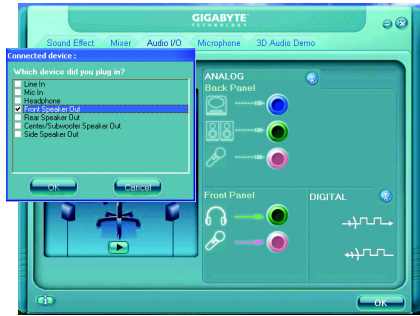 GIGABYTE
TECHNOLOGY
Sound Effect Mixer Audio I/O Microphone 3D Audio Demo
Connected device :
Which device did you plug in?
Line In
Mic In
Headphone
Front Speaker Out
Rear Speaker Out
Center/Subwoofer Speaker Out
Side Speaker Out
OK Cancel
ANALOG
Back Panel
Front Panel
DIGITAL
OK